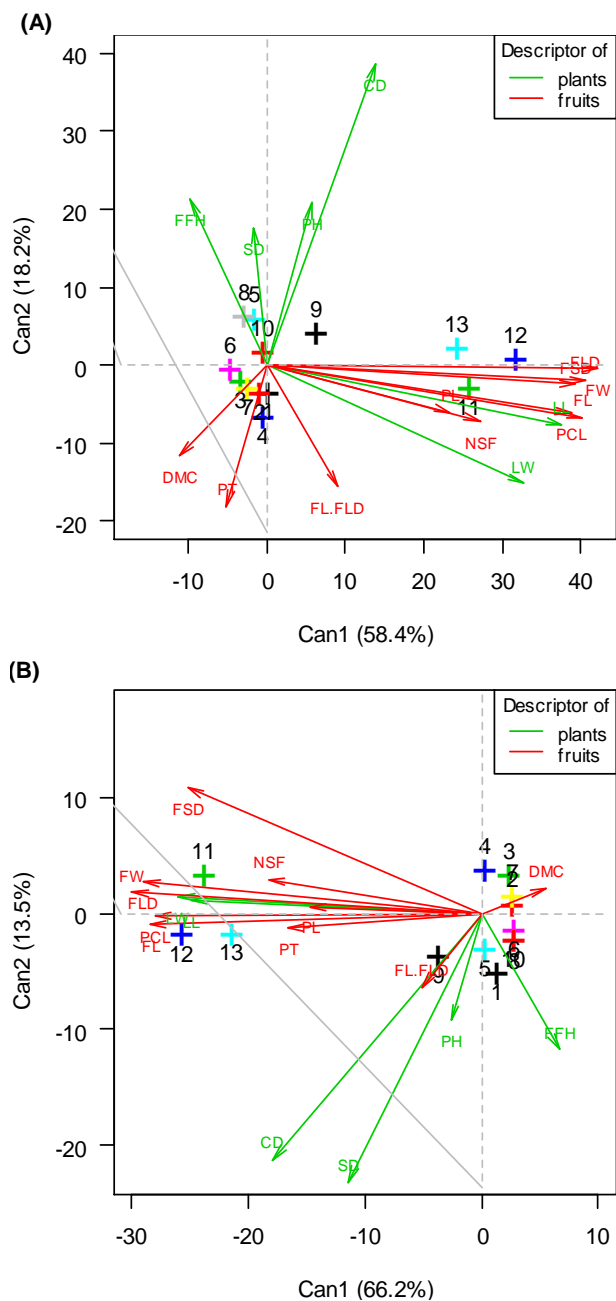 (A)
Descriptor of
plants
fruits
Can2 (18.2%)
40
30
20
10
0
-10
-20
CD
FFH
PH
SD
8
5
10
9
13
12
6
FLD
FSD
FW
FL
LL
PL
11
3
7
2
1
4
NSF
PCL
LW
DMC
PT
FL.FLD
-10
0
10
20
30
40
Can1 (58.4%)
(B)
Descriptor of
plants
fruits
Can2 (13.5%)
10
0
-10
-20
FSD
11
NSF
FW
FLD
4
3
7
2
DMC
PL
LL
PCL
FL
12
13
PT
FL.FLD
9
5
6
10
1
PH
FFH
CD
SD
-30
-20
-10
0
10
Can1 (66.2%)